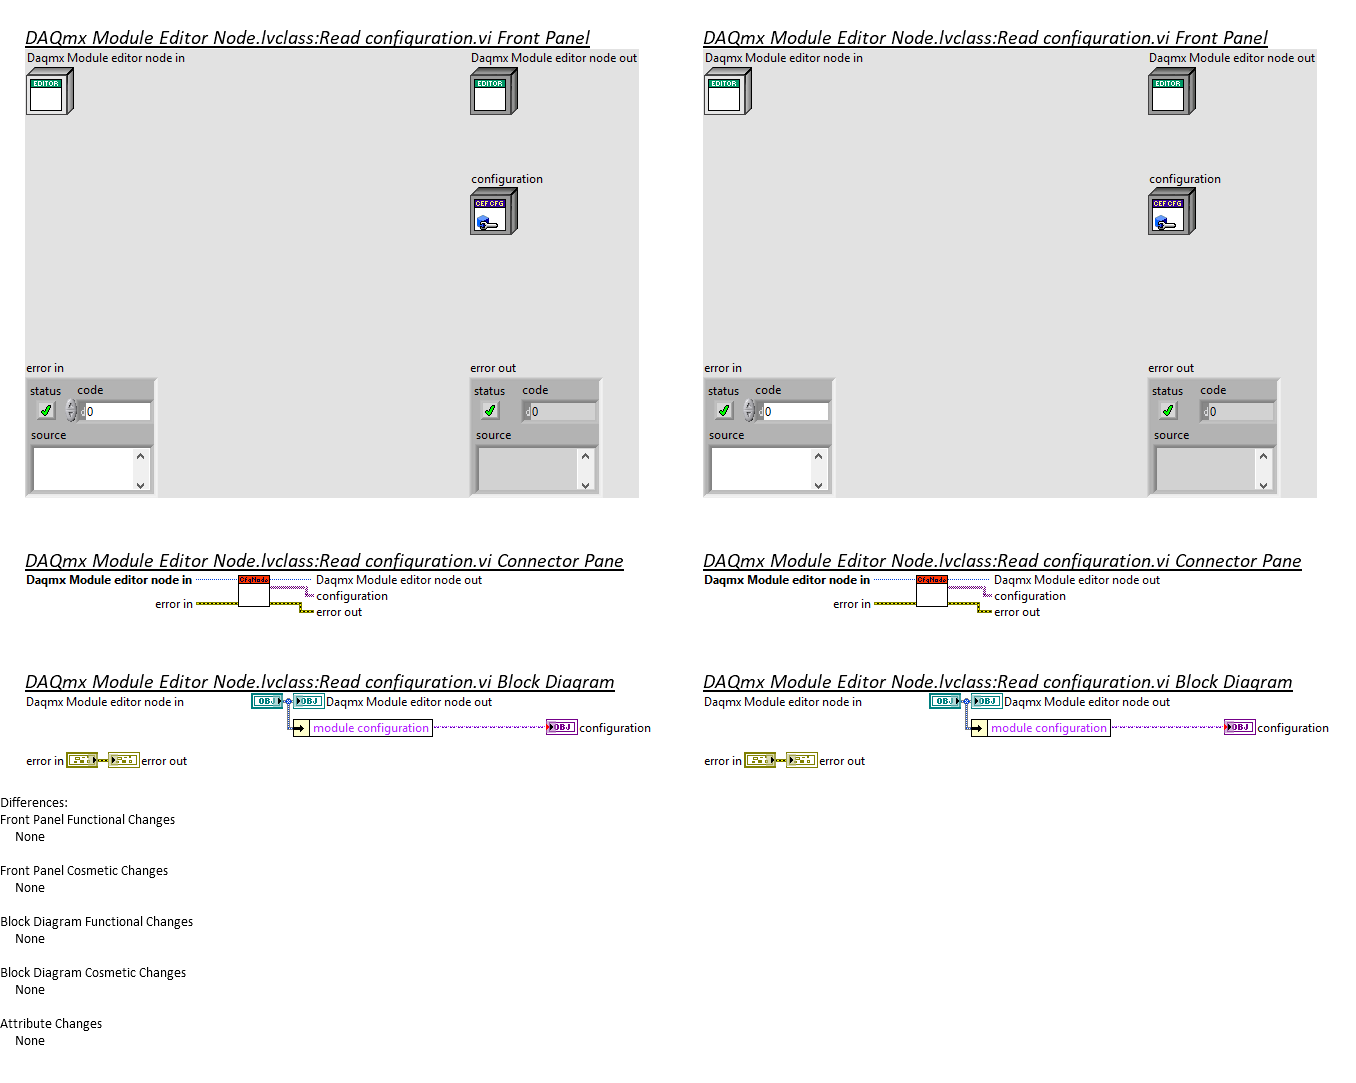 DAQmx Module Editor Node.lvclass:Read configuration.vi Front Panel
Daqmx Module editor node in
Daqmx Module editor node out
EDITOR
EDITOR
configuration
CEF CFG
error in
error out
status code
0
source
status code
d 0
source
DAQmx Module Editor Node.lvclass:Read configuration.vi Connector Pane
Daqmx Module editor node in
CfgNode
Daqmx Module editor node out
configuration
error in
error out
DAQmx Module Editor Node.lvclass:Read configuration.vi Block Diagram
Daqmx Module editor node in
OBJ
OBJ
Daqmx Module editor node out
module configuration
OBJ
configuration
error in
error out
DAQmx Module Editor Node.lvclass:Read configuration.vi Front Panel
Daqmx Module editor node in
Daqmx Module editor node out
EDITOR
EDITOR
configuration
CEF CFG
error in
error out
status code
0
source
status code
d 0
source
DAQmx Module Editor Node.lvclass:Read configuration.vi Connector Pane
Daqmx Module editor node in
CfgNode
Daqmx Module editor node out
configuration
error in
error out
DAQmx Module Editor Node.lvclass:Read configuration.vi Block Diagram
Daqmx Module editor node in
OBJ
OBJ
Daqmx Module editor node out
module configuration
OBJ
configuration
error in
error out
Differences:
Front Panel Functional Changes
None
Front Panel Cosmetic Changes
None
Block Diagram Functional Changes
None
Block Diagram Cosmetic Changes
None
Attribute Changes
None